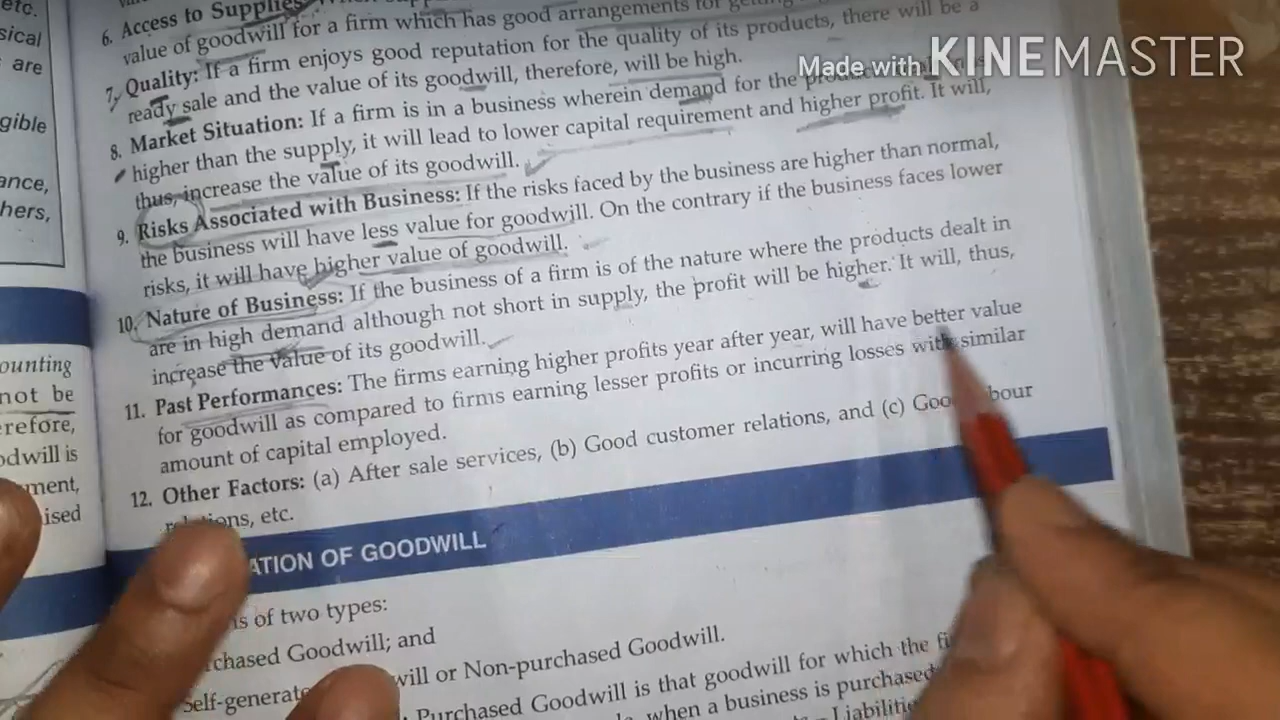 etc.
sical
are
gible
ance,
hers,
ounting
not be
refore,
odwill is
ment,
ised
Made with KINEMASTER
6. Access to Supplies
value of goodwill for a firm which has good arrangements for
7. Quality: If a firm enjoys good reputation for the quality of its products, there will be a
ready sale and the value of its goodwill, therefore, will be high.
8. Market Situation: If a firm is in a business wherein demand for the
higher than the supply, it will lead to lower capital requirement and higher profit. It will,
thus, increase the value of its goodwill.
9. Risks Associated with Business: If the risks faced by the business are higher than normal,
the business will have less value for goodwill. On the contrary if the business faces lower
risks, it will have higher value of goodwill.
10. Nature of Business: If the business of a firm is of the nature where the products dealt in
are in high demand although not short in supply, the profit will be higher. It will, thus,
increase the value of its goodwill.
11. Past Performances: The firms earning higher profits year after year, will have better value
for goodwill as compared to firms earning lesser profits or incurring losses with similar
amount of capital employed.
12. Other Factors: (a) After sale services, (b) Good customer relations, and (c) bour
etc.
ATION OF GOODWILL
is of two types:
rchased Goodwill; and
Self-generate will or Non-purchased Goodwill.
Purchased Goodwill is that goodwill for which the
when a business is purchased